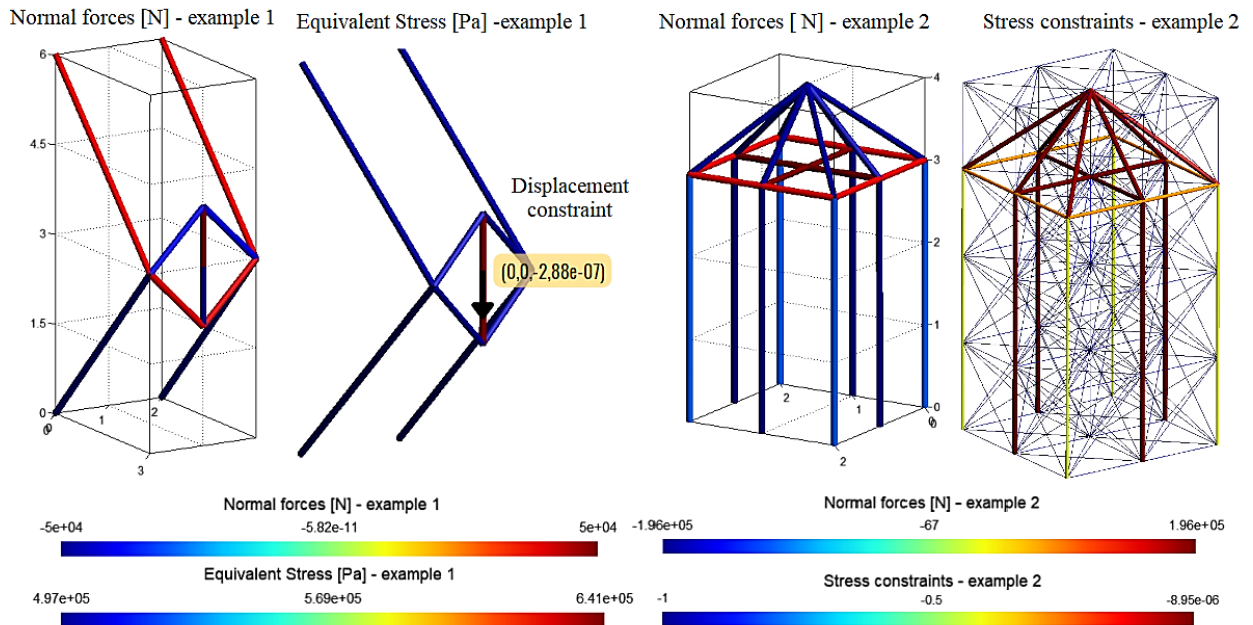 Normal forces [N] - example 1
Equivalent Stress [Pa] -example 1
Normal forces [ N] - example 2
Stress constraints - example 2
6
4.5
3
1.5
0
0
1
2
3
Displacement
constraint
(0,0,-2,88e-07)
4
3
2
1
0
0
1
2
2
Normal forces [N] - example 1
-5e+04
-5.82e-11
5e+04
Equivalent Stress [Pa] - example 1
4.97e+05
5.69e+05
6.41e+05
Normal forces [N] - example 2
-1.96e+05
-67
1.96e+05
Stress constraints - example 2
-1
-0.5
-8.95e-06